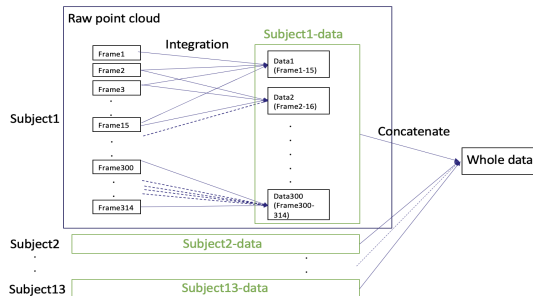 Raw point cloud
Subject1-data
Integration
Frame1
Frame2
Frame3
.
.
Frame15
.
.
Frame300
.
.
Frame314
Data1
(Frame1-15)
Data2
(Frame2-16)
.
.
.
.
Data300
(Frame300-
314)
Subject1
Concatenate
Whole data
Subject2
Subject2-data
.
.
.
.
Subject13
Subject13-data